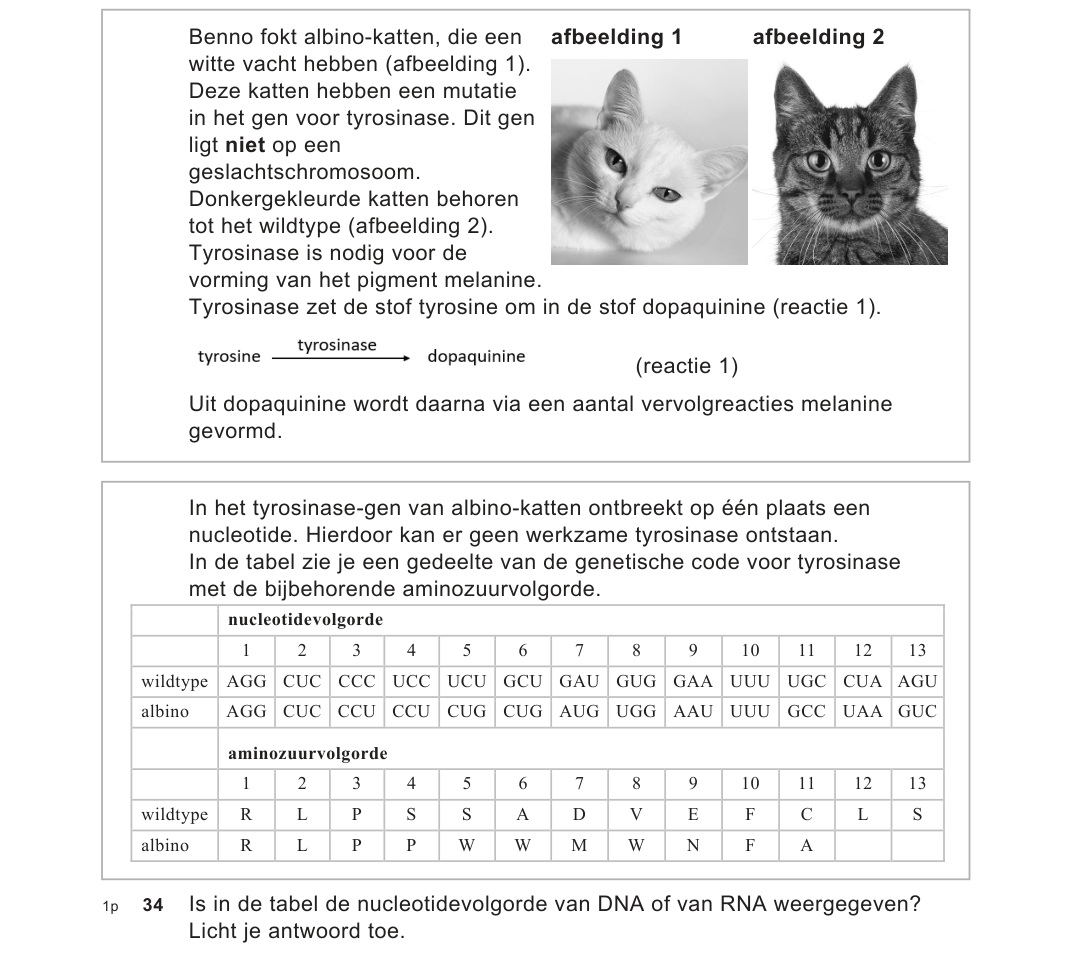 Benno fokt albino-katten, die een
witte vacht hebben (afbeelding 1).
Deze katten hebben een mutatie
in het gen voor tyrosinase. Dit gen
ligt niet op een
geslachtschromosoom.
Donkergekleurde katten behoren
tot het wildtype (afbeelding 2).
Tyrosinase is nodig voor de
vorming van het pigment melanine.
Tyrosinase zet de stof tyrosine om in de stof dopaquinine (reactie 1).
afbeelding 1 afbeelding 2
tyrosine tyrosinase dopaquinine (reactie 1)
Uit dopaquinine wordt daarna via een aantal vervolgreacties melanine
gevormd.
In het tyrosinase-gen van albino-katten ontbreekt op één plaats een
nucleotide. Hierdoor kan er geen werkzame tyrosinase ontstaan.
In de tabel zie je een gedeelte van de genetische code voor tyrosinase
met de bijbehorende aminozuurvolgorde.
nucleotidevolgorde
1 2 3 4 5 6 7 8 9 10 11 12 13
wildtype AGG CUC CCC UCC UCU GCU GAU GUG GAA UUU UGC CUA AGU
albino AGG CUC CCU CCU CUG CUG AUG UGG AAU UUU GCC UAA GUC
aminozuurvolgorde
1 2 3 4 5 6 7 8 9 10 11 12 13
wildtype R L P S S A D V E F C L S
albino R L P P W W M W N F A
1p 34 Is in de tabel de nucleotidevolgorde van DNA of van RNA weergegeven?
Licht je antwoord toe.